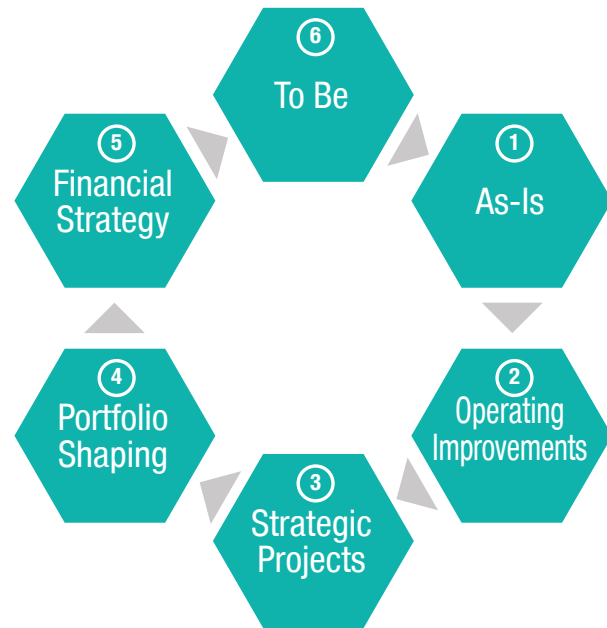 6
To Be
1
As-Is
2
Operating
Improvements
3
Strategic
Projects
4
Portfolio
Shaping
5
Financial
Strategy